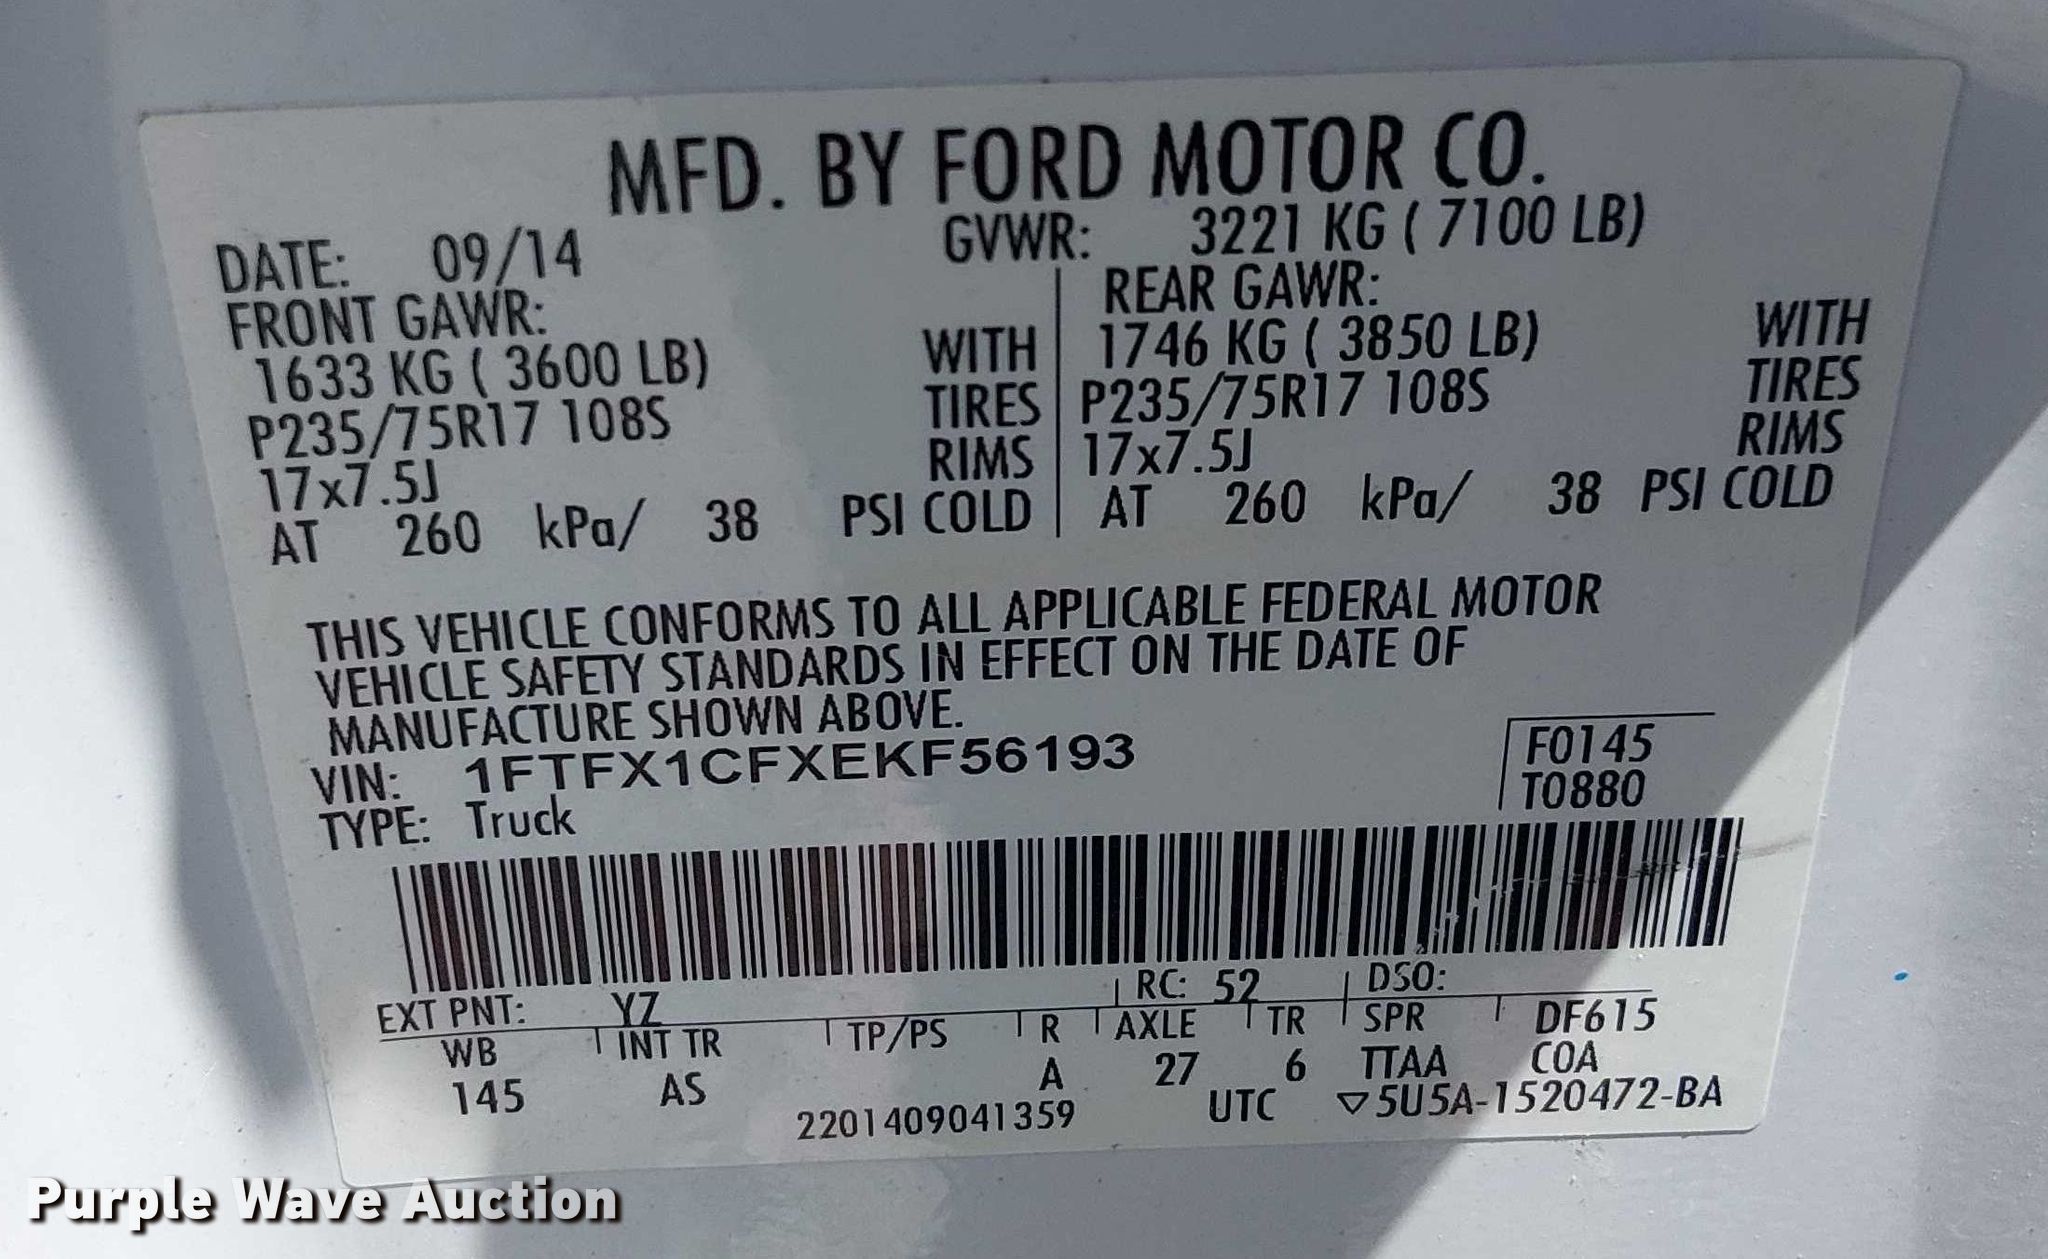 MFD. BY FORD MOTOR CO.
DATE: 09/14 GVWR: 3221 KG ( 7100 LB)
FRONT GAWR: REAR GAWR:
1633 KG ( 3600 LB) WITH 1746 KG ( 3850 LB) WITH
P235/75R17 108S TIRES P235/75R17 108S TIRES
17x7.5J RIMS 17x7.5J RIMS
AT 260 kPa/ 38 PSI COLD AT 260 kPa/ 38 PSI COLD
THIS VEHICLE CONFORMS TO ALL APPLICABLE FEDERAL MOTOR
VEHICLE SAFETY STANDARDS IN EFFECT ON THE DATE OF
MANUFACTURE SHOWN ABOVE.
VIN: 1FTFX1CFXEKF56193 F0145
TYPE: Truck T0880
EXT PNT: YZ RC: 52 DSO:
WB INT TR TP/PS R AXLE TR SPR DF615
145 AS A 27 6 TTAA COA
2201409041359 UTC ▽5U5A-1520472-BA
Purple Wave Auction